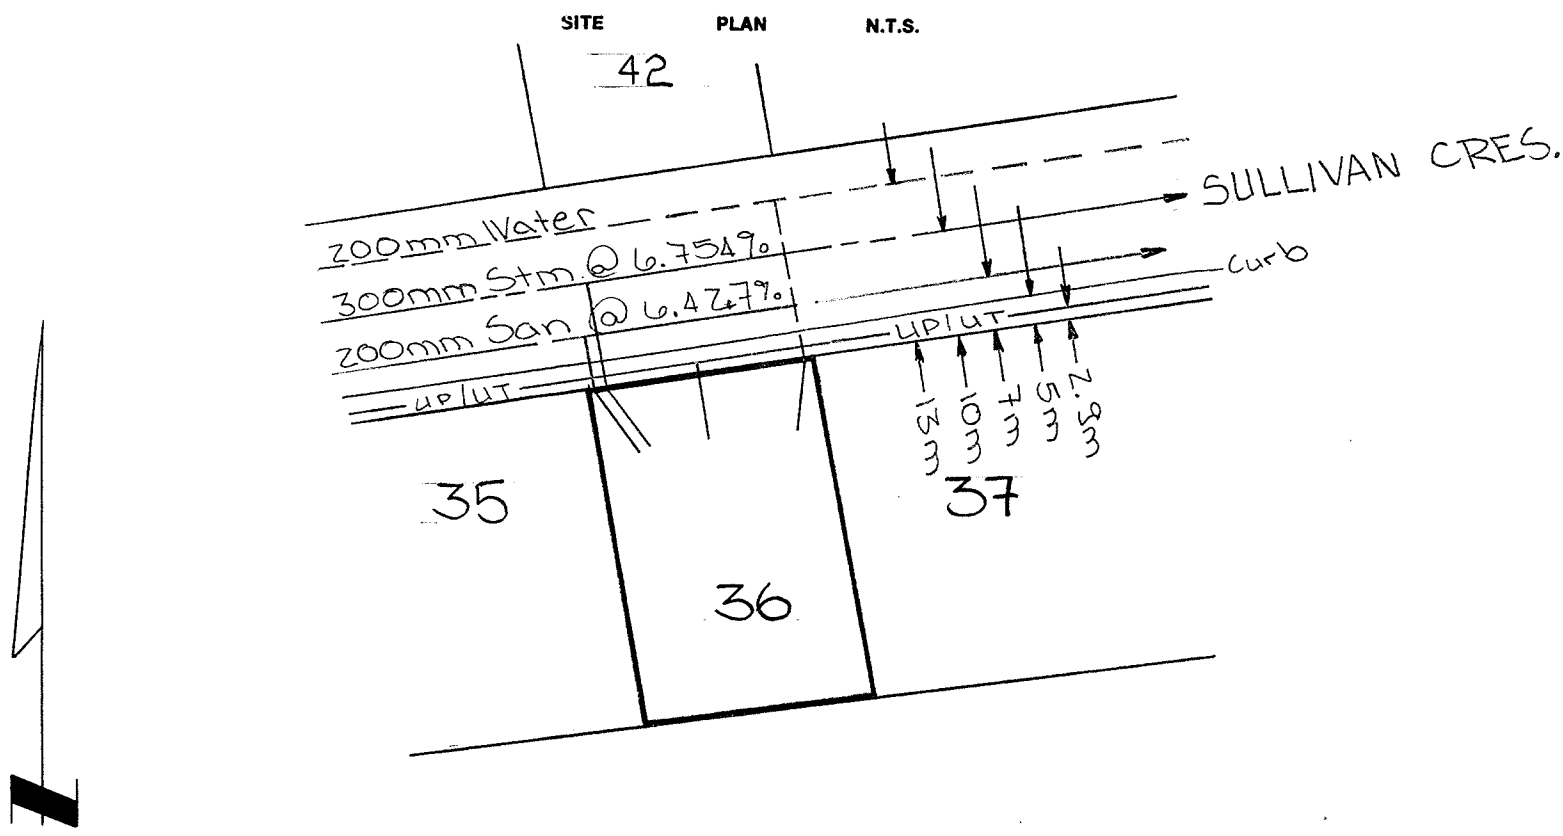 SITE PLAN N.T.S.
42
SULLIVAN CRES.
200mm Water
300mm Stm. @ 6.754%
200mm San @ 6.427%
curb
UP/UT
UP/UT
13m
10m
7m
5m
2.9m
35
37
36
N